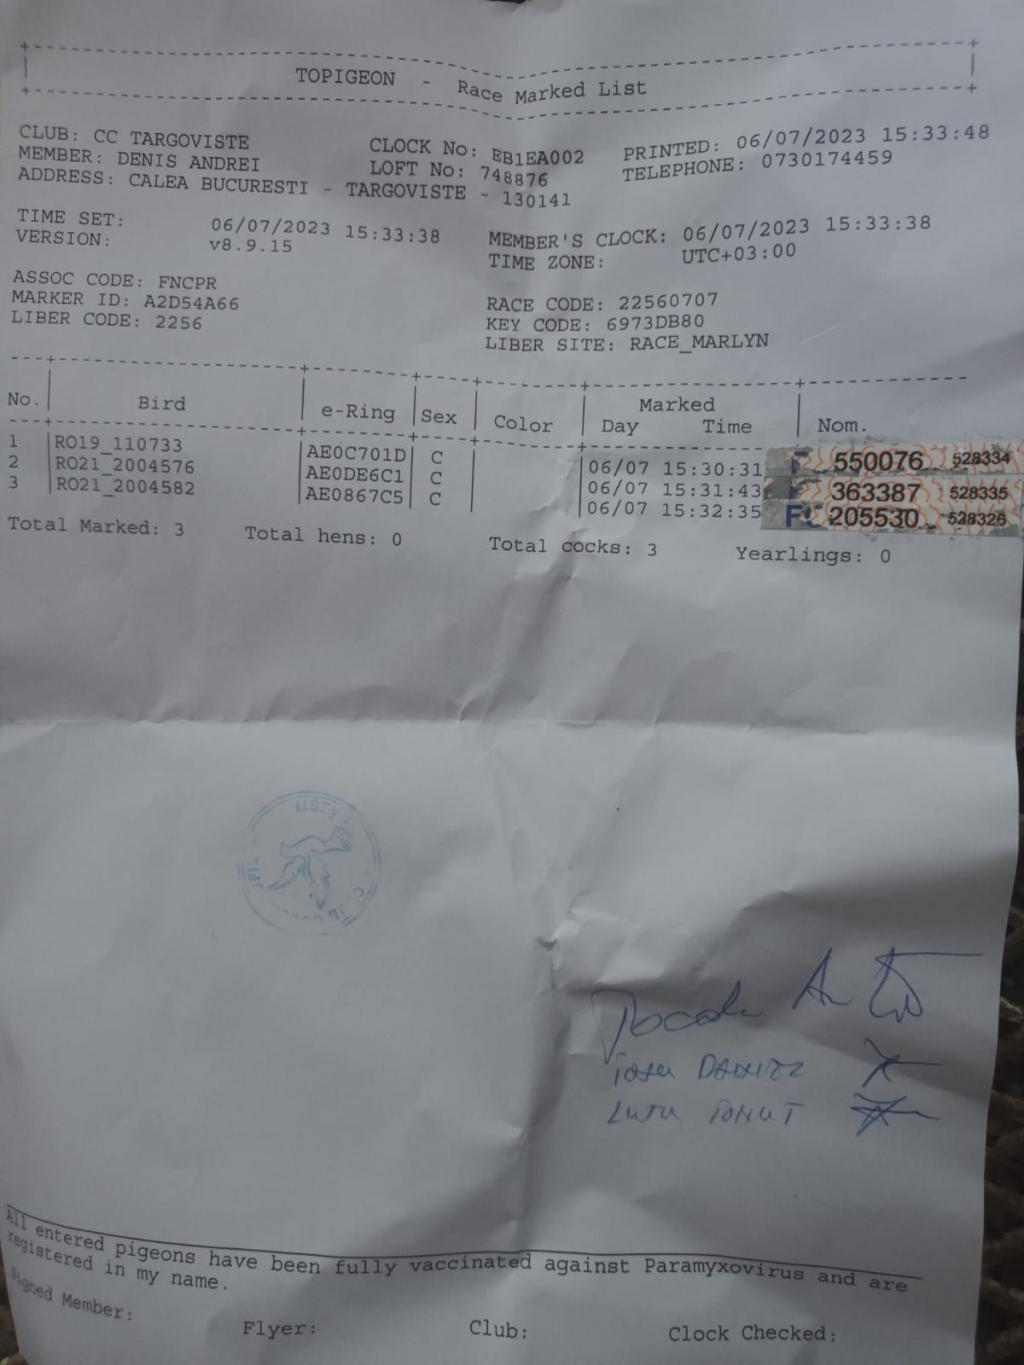 TOPIGEON - Race Marked List
CLUB: CC TARGOVISTE CLOCK No: EB1EA002 PRINTED: 06/07/2023 15:33:48
MEMBER: DENIS ANDREI LOFT No: 748876 TELEPHONE: 0730174459
ADDRESS: CALEA BUCURESTI - TARGOVISTE - 130141
TIME SET: 06/07/2023 15:33:38 MEMBER'S CLOCK: 06/07/2023 15:33:38
VERSION: v8.9.15 TIME ZONE: UTC+03:00
ASSOC CODE: FNCPR
MARKER ID: A2D54A66 RACE CODE: 22560707
LIBER CODE: 2256 KEY CODE: 6973DB80
LIBER SITE: RACE_MARLYN
No. Bird e-Ring Sex Color Marked Nom.
Day Time
1 RO19_110733 AE0C701D C 06/07 15:30:31 550076 528334
2 RO21_2004576 AE0DE6C1 C 06/07 15:31:43 363387 528335
3 RO21_2004582 AE0867C5 C 06/07 15:32:35 205530 528326
Total Marked: 3 Total hens: 0 Total cocks: 3 Yearlings: 0
IONUT
All entered pigeons have been fully vaccinated against Paramyxovirus and are
registered in my name.
Signed Member: Flyer: Club: Clock Checked: